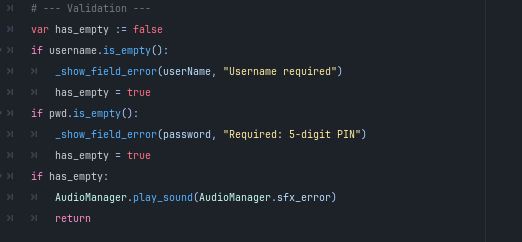 # --- Validation ---
var has_empty := false
if username.is_empty():
_show_field_error(userName, "Username required")
has_empty = true
if pwd.is_empty():
_show_field_error(password, "Required: 5-digit PIN")
has_empty = true
if has_empty:
AudioManager.play_sound(AudioManager.sfx_error)
return